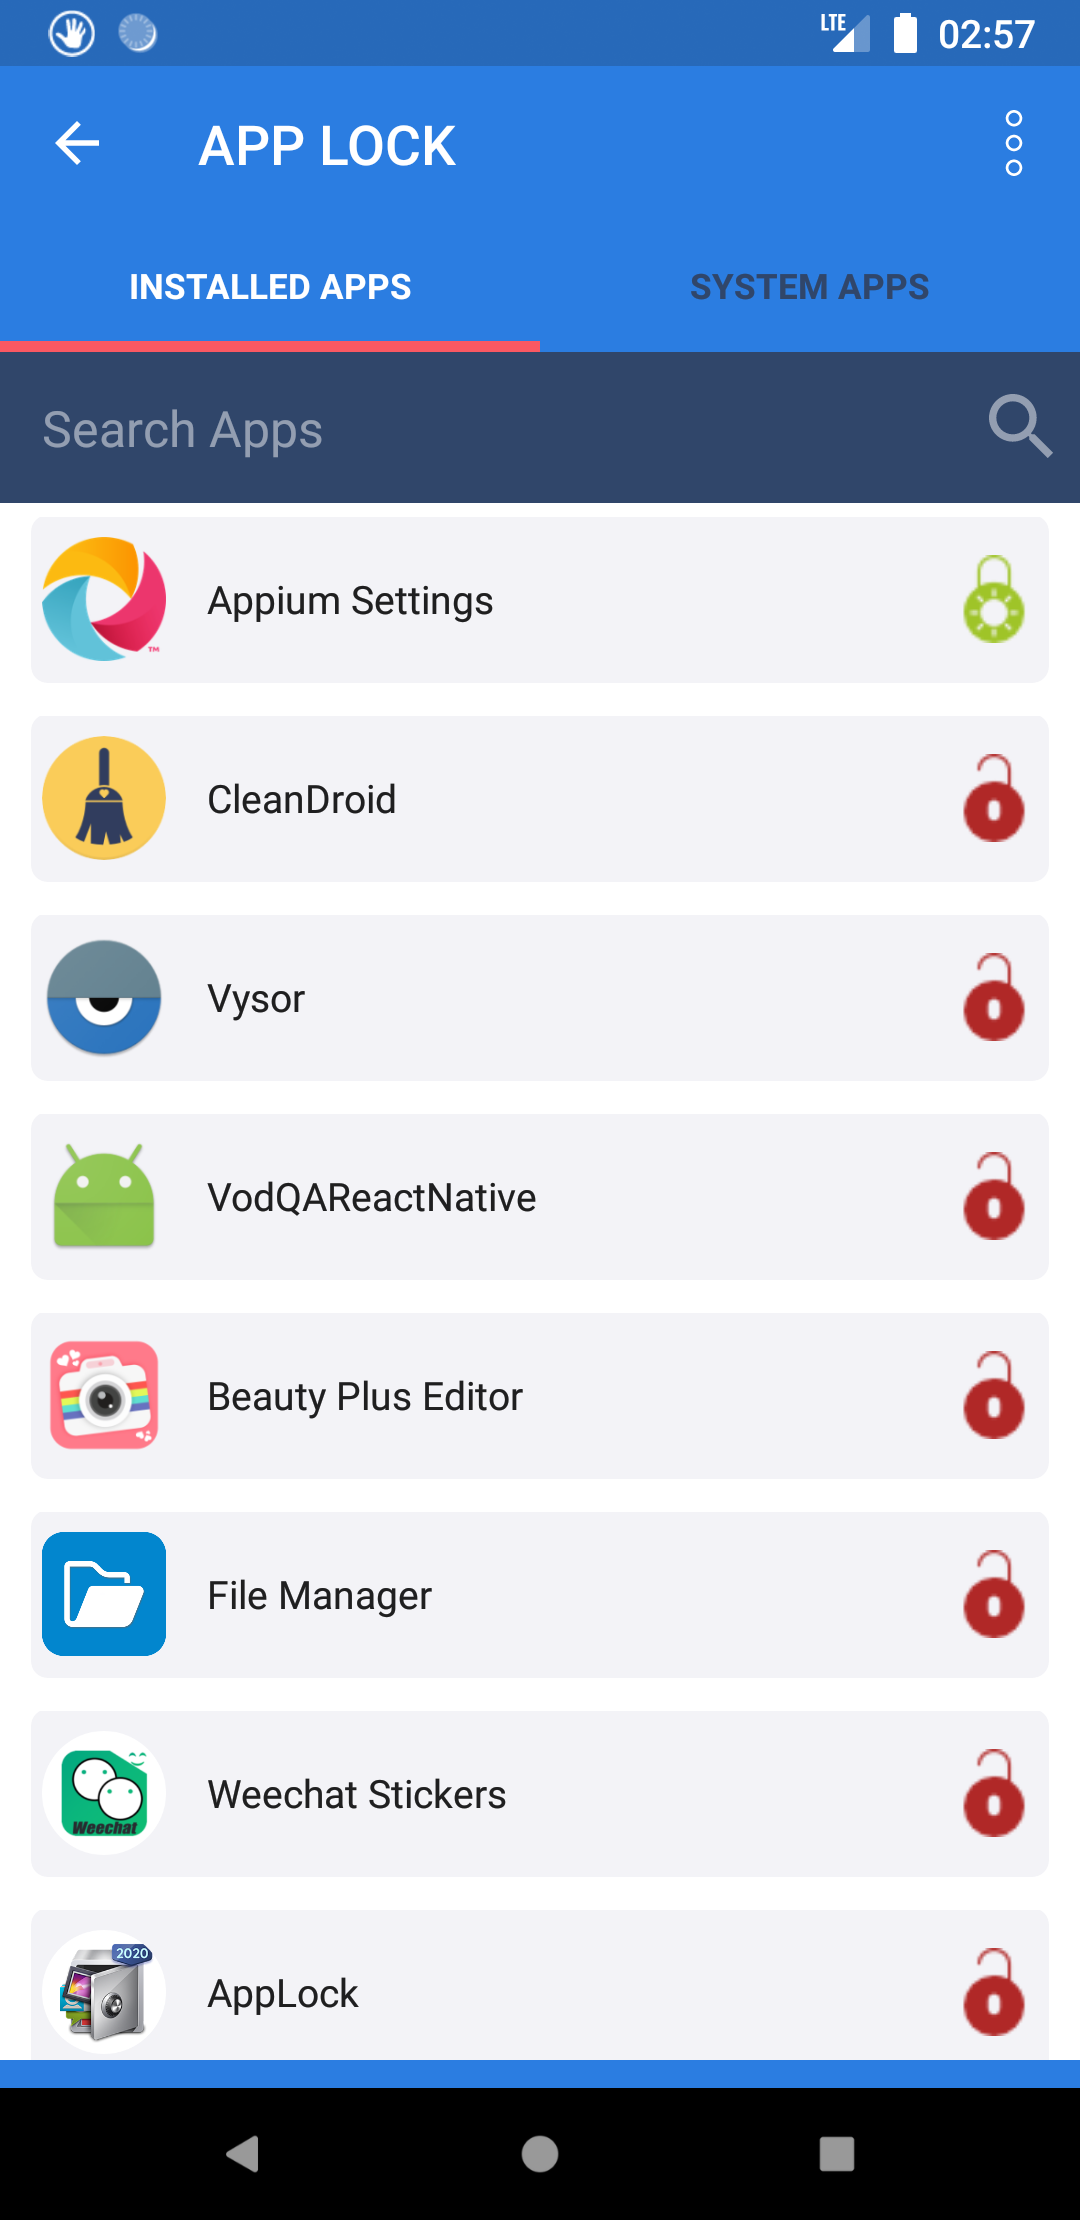 LTE 02:57
APP LOCK
INSTALLED APPS SYSTEM APPS
Search Apps
Appium Settings
TM
CleanDroid
Vysor
VodQAReactNative
Beauty Plus Editor
File Manager
Weechat Stickers
Weechat
2020
AppLock